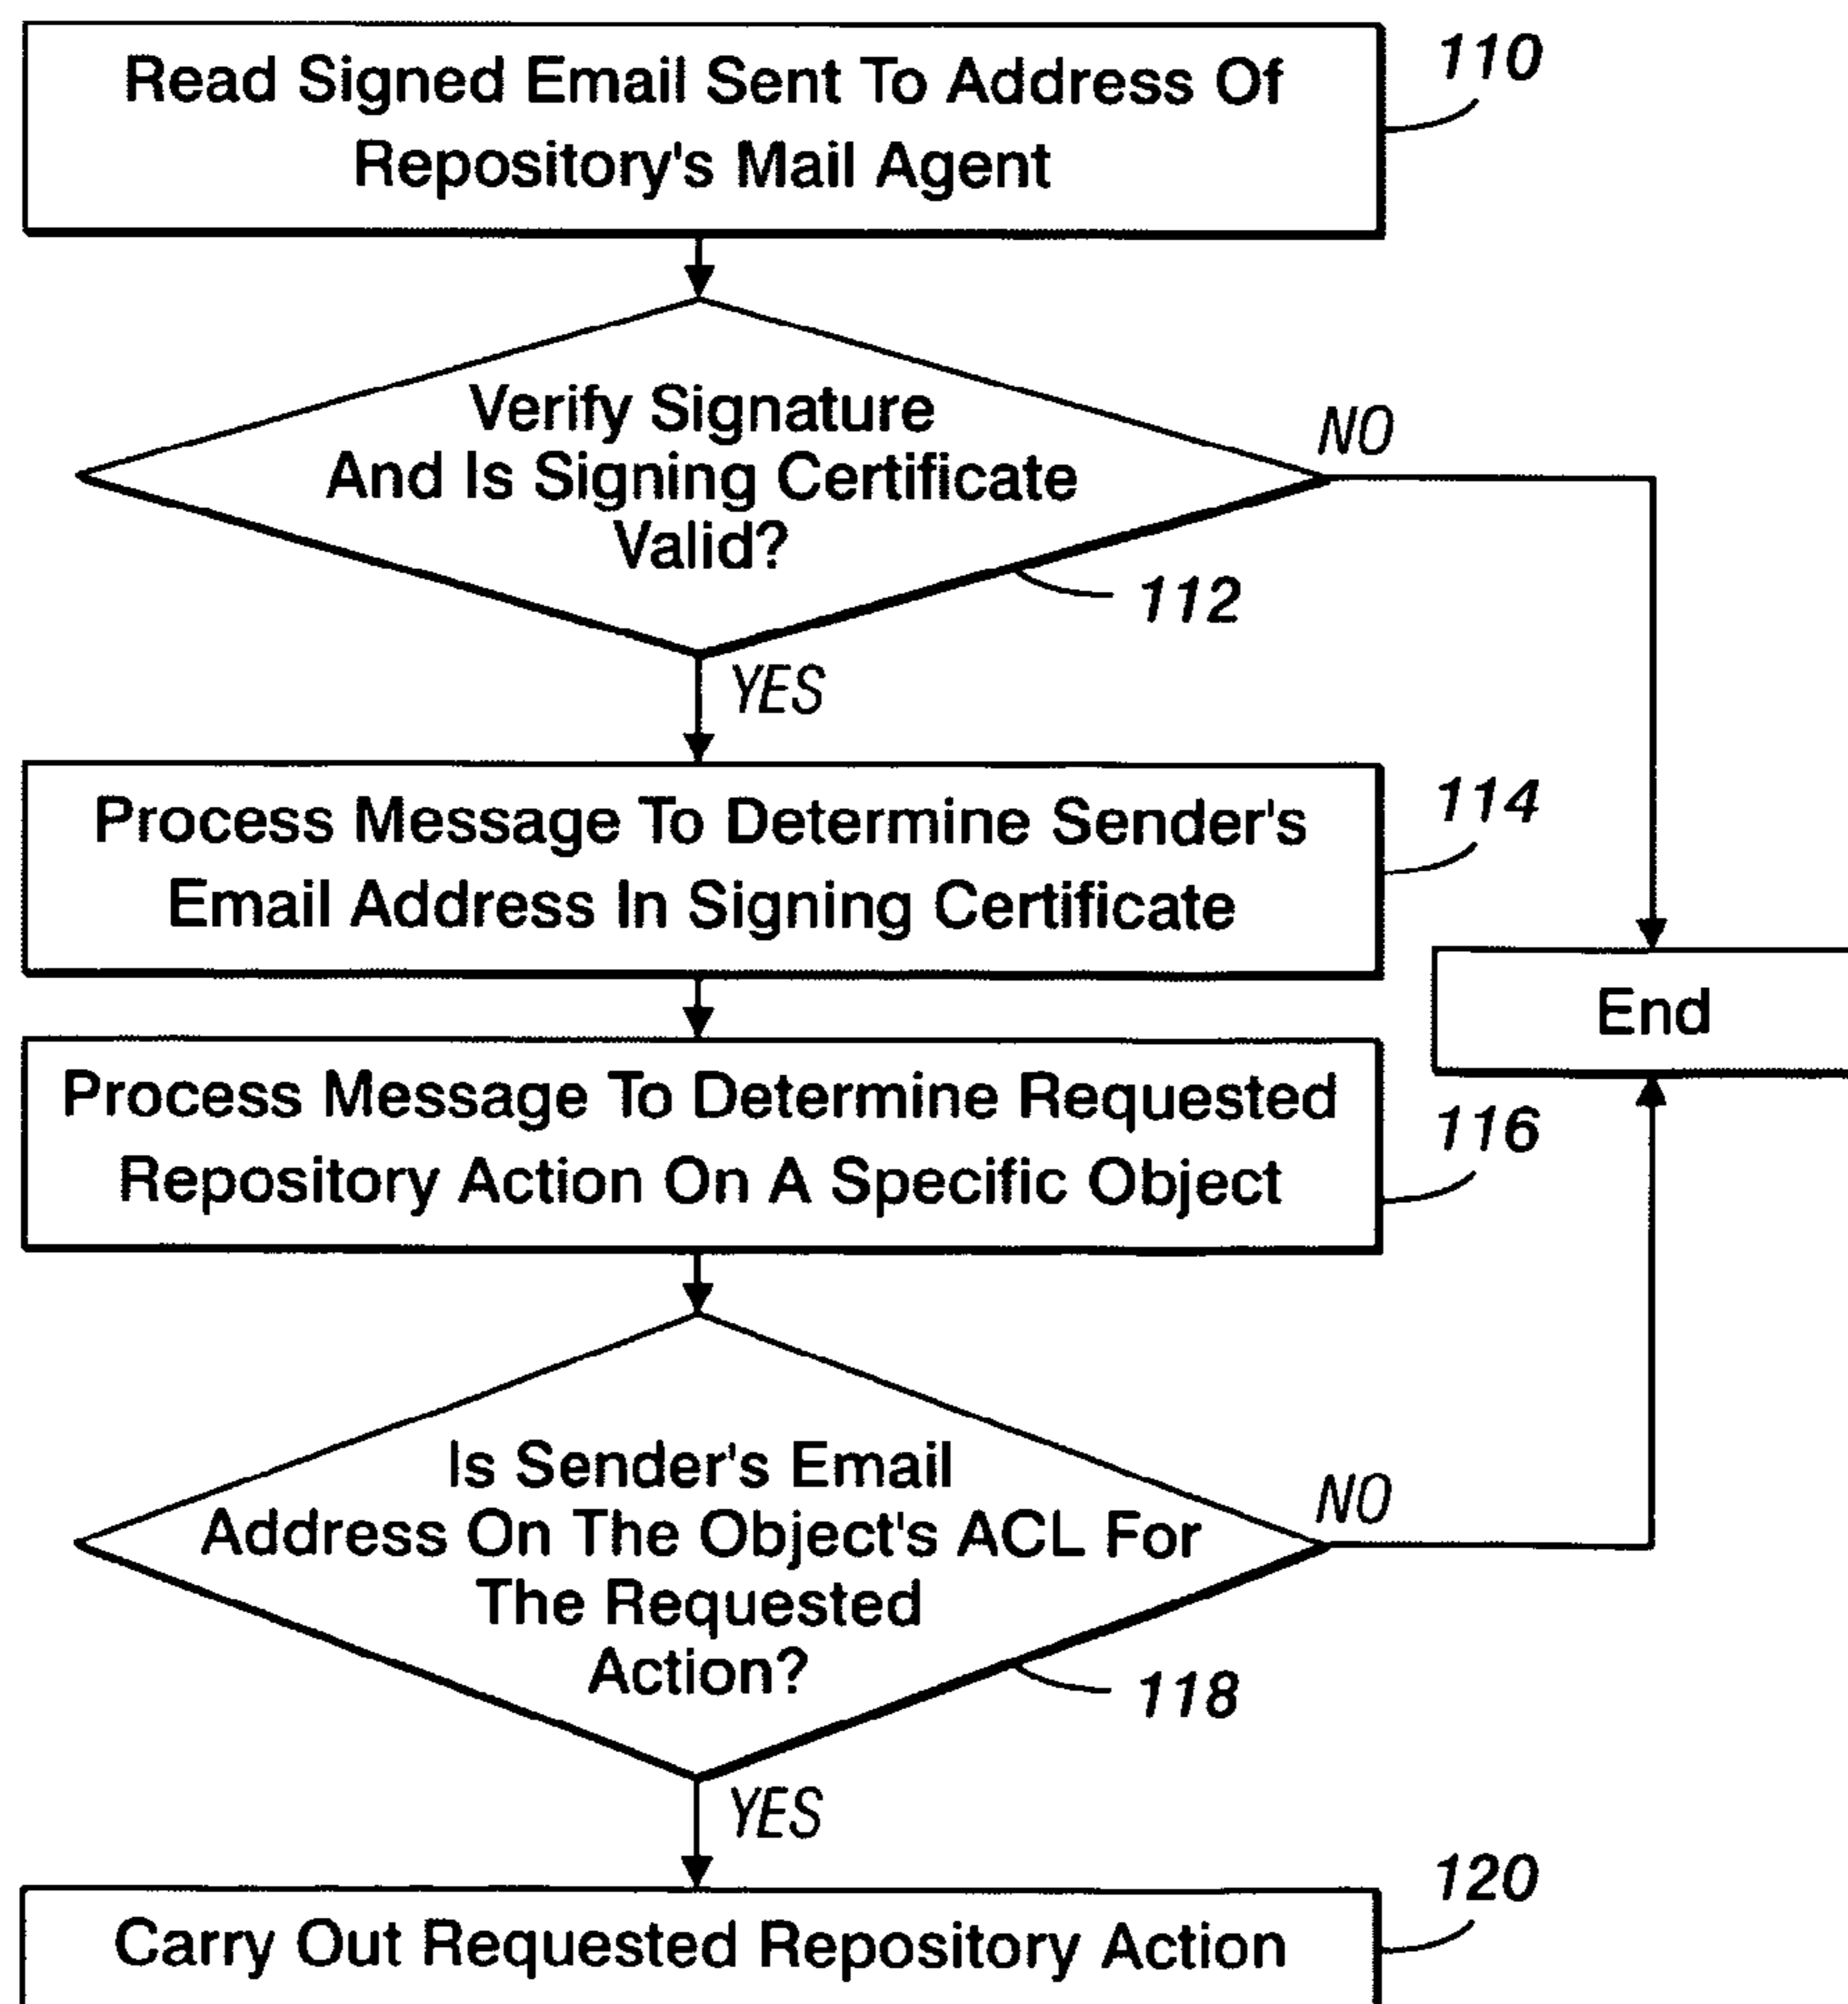 Read Signed Email Sent To Address Of
Repository's Mail Agent
110
Verify Signature
And Is Signing Certificate
Valid?
NO
112
YES
Process Message To Determine Sender's
Email Address In Signing Certificate
114
End
Process Message To Determine Requested
Repository Action On A Specific Object
116
Is Sender's Email
Address On The Object's ACL For
The Requested
Action?
NO
118
YES
Carry Out Requested Repository Action
120